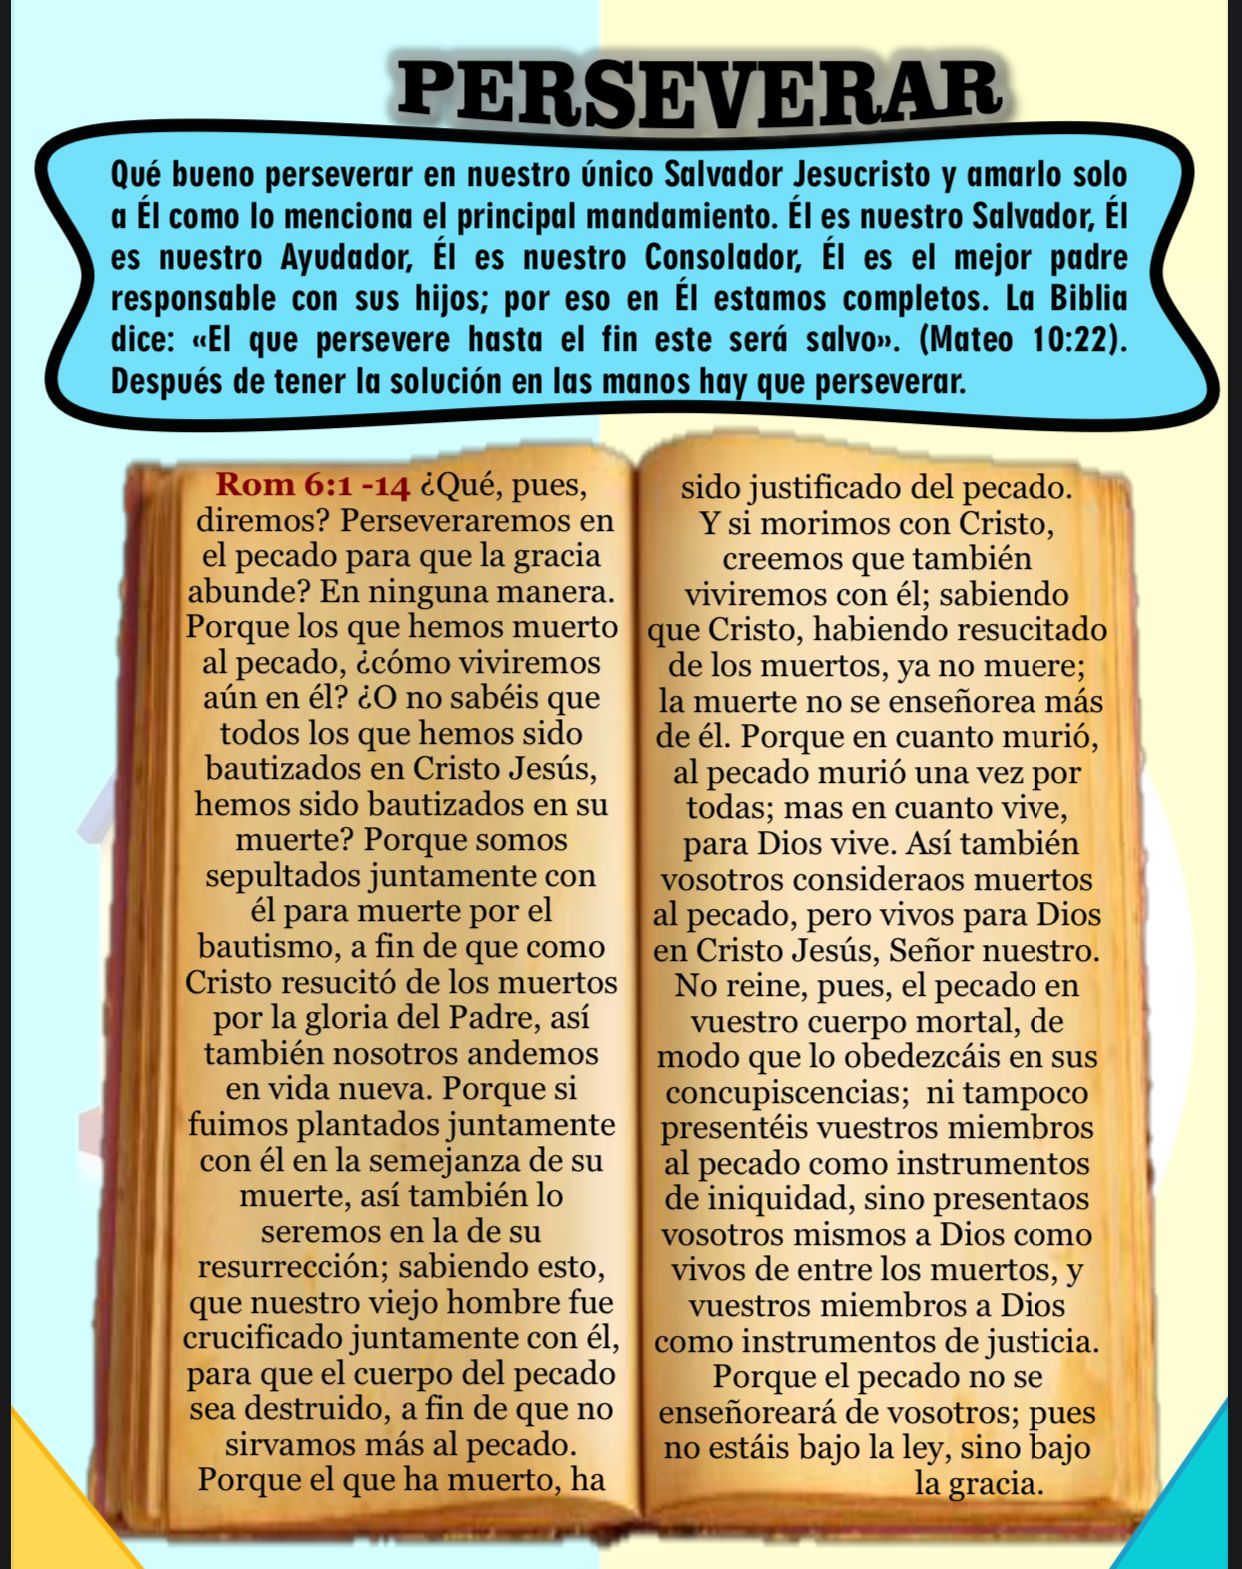 PERSEVERAR
Qué bueno perseverar en nuestro único Salvador Jesucristo y amarlo solo
a Él como lo menciona el principal mandamiento. Él es nuestro Salvador, Él
es nuestro Ayudador, Él es nuestro Consolador, Él es el mejor padre
responsable con sus hijos; por eso en Él estamos completos. La Biblia
dice: «El que persevere hasta el fin este será salvo». (Mateo 10:22).
Después de tener la solución en las manos hay que perseverar.
Rom 6:1 -14 ¿Qué, pues,
diremos? Perseveraremos en
el pecado para que la gracia
abunde? En ninguna manera.
Porque los que hemos muerto
al pecado, ¿cómo viviremos
aún en él? ¿O no sabéis que
todos los que hemos sido
bautizados en Cristo Jesús,
hemos sido bautizados en su
muerte? Porque somos
sepultados juntamente con
él para muerte por el
bautismo, a fin de que como
Cristo resucitó de los muertos
por la gloria del Padre, así
también nosotros andemos
en vida nueva. Porque si
fuimos plantados juntamente
con él en la semejanza de su
muerte, así también lo
seremos en la de su
resurrección; sabiendo esto,
que nuestro viejo hombre fue
crucificado juntamente con él,
para que el cuerpo del pecado
sea destruido, a fin de que no
sirvamos más al pecado.
Porque el que ha muerto, ha
sido justificado del pecado.
Y si morimos con Cristo,
creemos que también
viviremos con él; sabiendo
que Cristo, habiendo resucitado
de los muertos, ya no muere;
la muerte no se enseñorea más
de él. Porque en cuanto murió,
al pecado murió una vez por
todas; mas en cuanto vive,
para Dios vive. Así también
vosotros consideraos muertos
al pecado, pero vivos para Dios
en Cristo Jesús, Señor nuestro.
No reine, pues, el pecado en
vuestro cuerpo mortal, de
modo que lo obedezcáis en sus
concupiscencias;  ni tampoco
presentéis vuestros miembros
al pecado como instrumentos
de iniquidad, sino presentaos
vosotros mismos a Dios como
vivos de entre los muertos, y
vuestros miembros a Dios
como instrumentos de justicia.
Porque el pecado no se
enseñoreará de vosotros; pues
no estáis bajo la ley, sino bajo
la gracia.